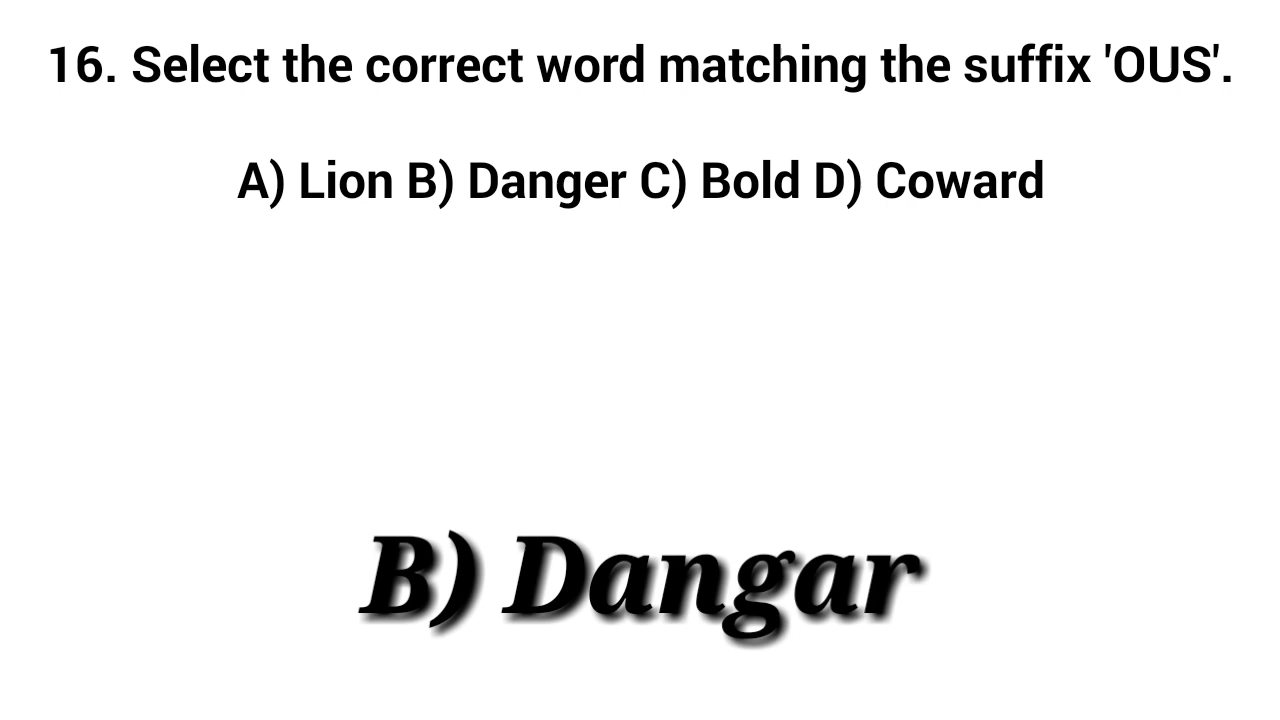 16. Select the correct word matching the suffix 'OUS'.
A) Lion B) Danger C) Bold D) Coward
B) Dangar